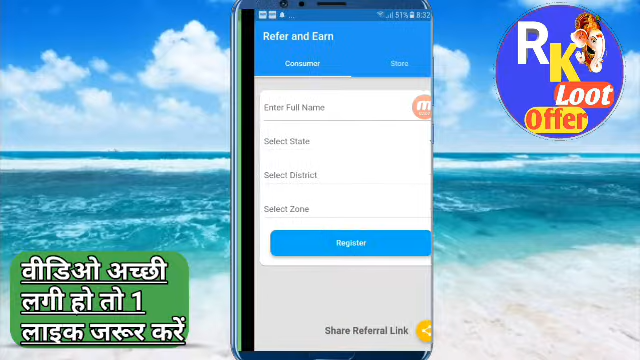 51% 8:32
Refer and Earn
Consumer
Store
Enter Full Name
Select State
Select District
Select Zone
Register
Share Referral Link
RK
Loot
Offer
वीडिओ अच्छी
लगी हो तो 1
लाइक जरूर करें